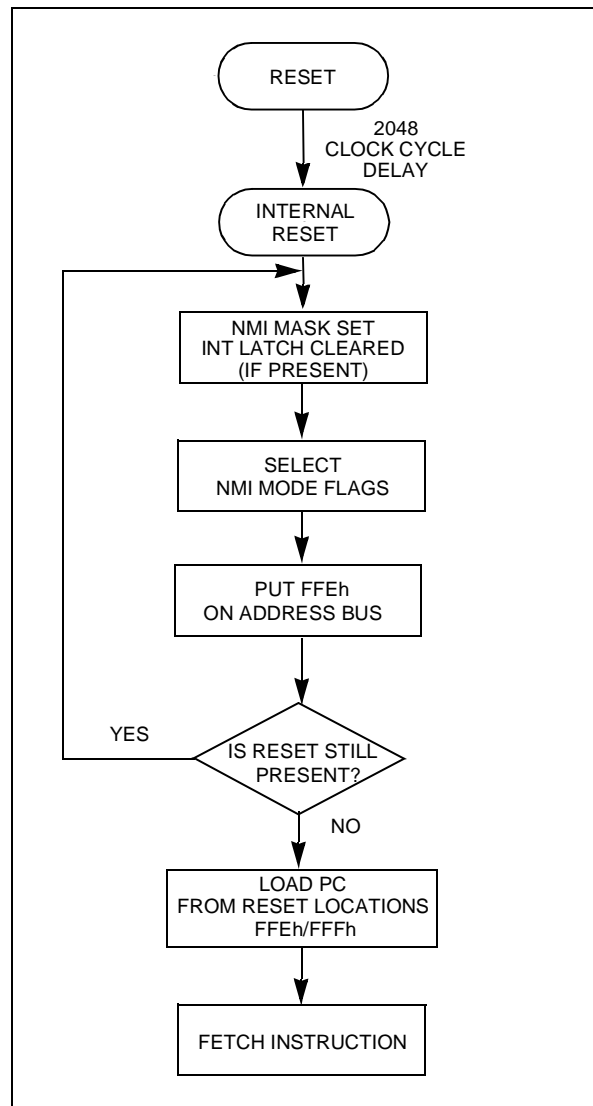 RESET
2048
CLOCK CYCLE
DELAY
INTERNAL
RESET
NMI MASK SET
INT LATCH CLEARED
(IF PRESENT)
SELECT
NMI MODE FLAGS
PUT FFEh
ON ADDRESS BUS
YES
IS RESET STILL
PRESENT?
NO
LOAD PC
FROM RESET LOCATIONS
FFEh/FFFh
FETCH INSTRUCTION